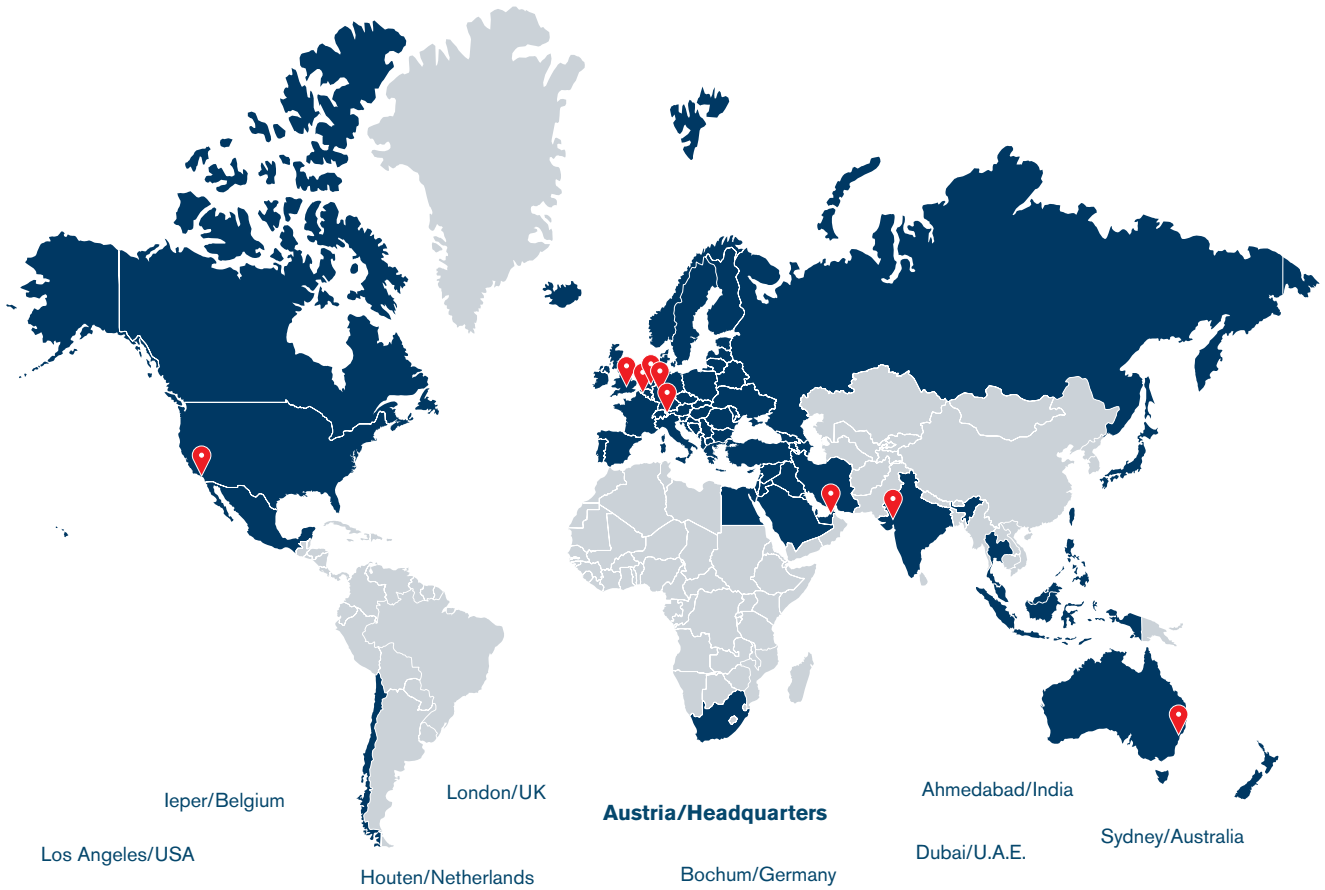 Ieper/Belgium
London/UK
Austria/Headquarters
Ahmedabad/India
Sydney/Australia
Los Angeles/USA
Houten/Netherlands
Bochum/Germany
Dubai/U.A.E.